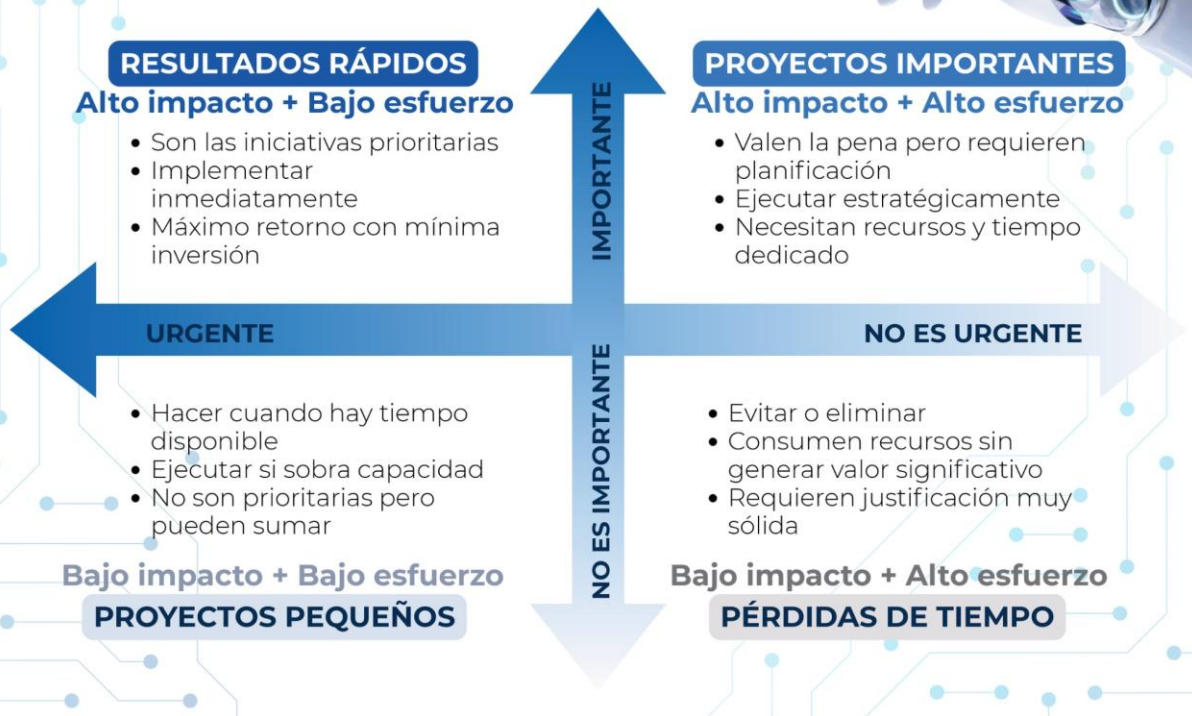 RESULTADOS RÁPIDOS
Alto impacto + Bajo esfuerzo
• Son las iniciativas prioritarias
• Implementar
inmediatamente
• Máximo retorno con mínima
inversión
PROYECTOS IMPORTANTES
Alto impacto + Alto esfuerzo
• Valen la pena pero requieren
planificación
• Ejecutar estratégicamente
• Necesitan recursos y tiempo
dedicado
IMPORTANTE
URGENTE
NO ES URGENTE
NO ES IMPORTANTE
• Hacer cuando hay tiempo
disponible
• Ejecutar si sobra capacidad
• No son prioritarias pero
pueden sumar
Bajo impacto + Bajo esfuerzo
PROYECTOS PEQUEÑOS
• Evitar o eliminar
• Consumen recursos sin
generar valor significativo
• Requieren justificación muy
sólida
Bajo impacto + Alto esfuerzo
PÉRDIDAS DE TIEMPO